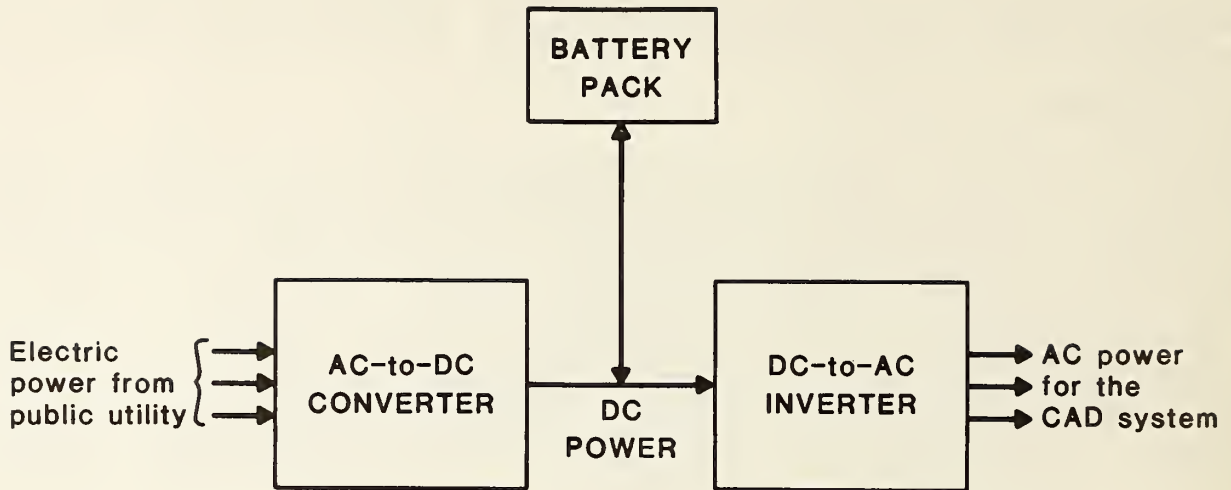 BATTERY
PACK
Electric
power from
public utility
AC-to-DC
CONVERTER
DC
POWER
DC-to-AC
INVERTER
AC power
for the
CAD system